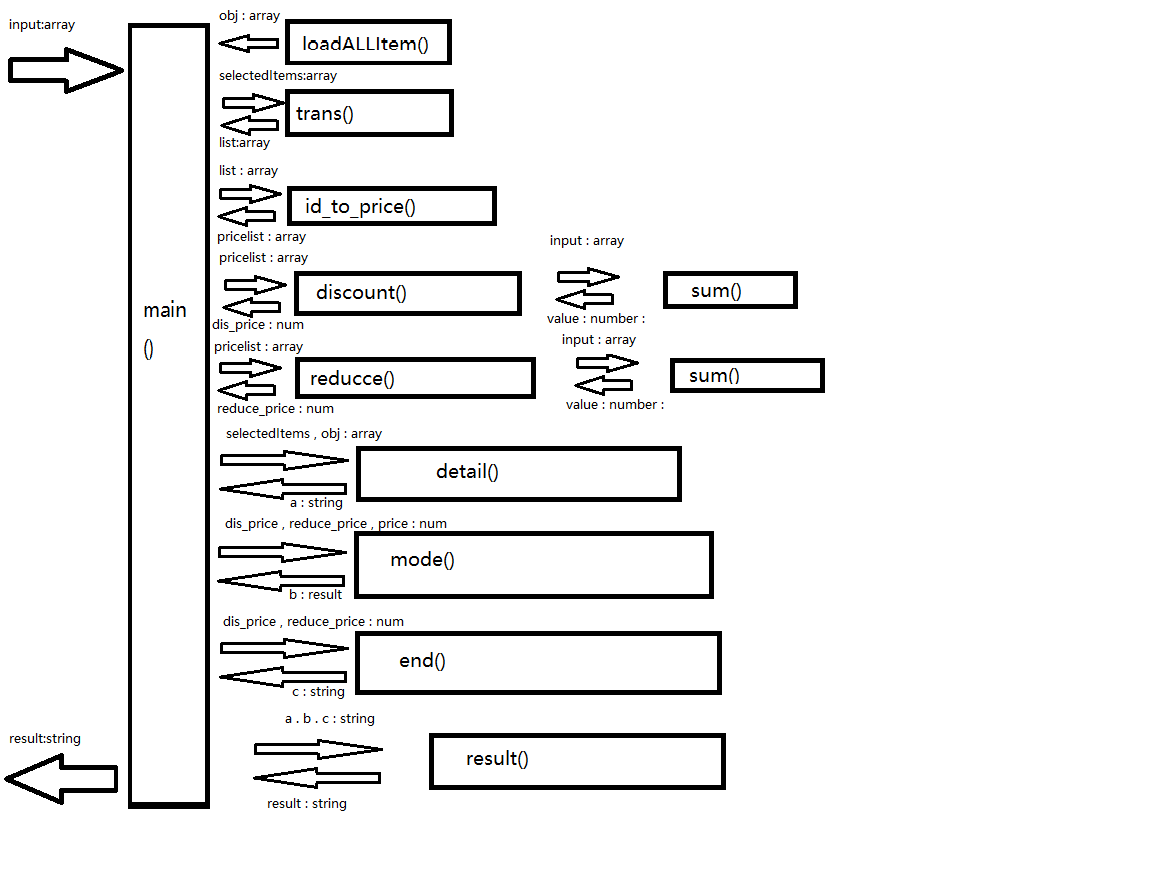 input:array
obj : array
loadALLItem()
selectedItems:array
trans()
list:array
list : array
id_to_price()
pricelist : array
pricelist : array
input : array
discount()
sum()
main
()
dis_price : num
value : number :
pricelist : array
input : array
reducce()
sum()
reduce_price : num
value : number :
selectedItems , obj : array
detail()
a : string
dis_price , reduce_price , price : num
mode()
b : result
dis_price , reduce_price : num
end()
c : string
a . b . c : string
result:string
result()
result : string